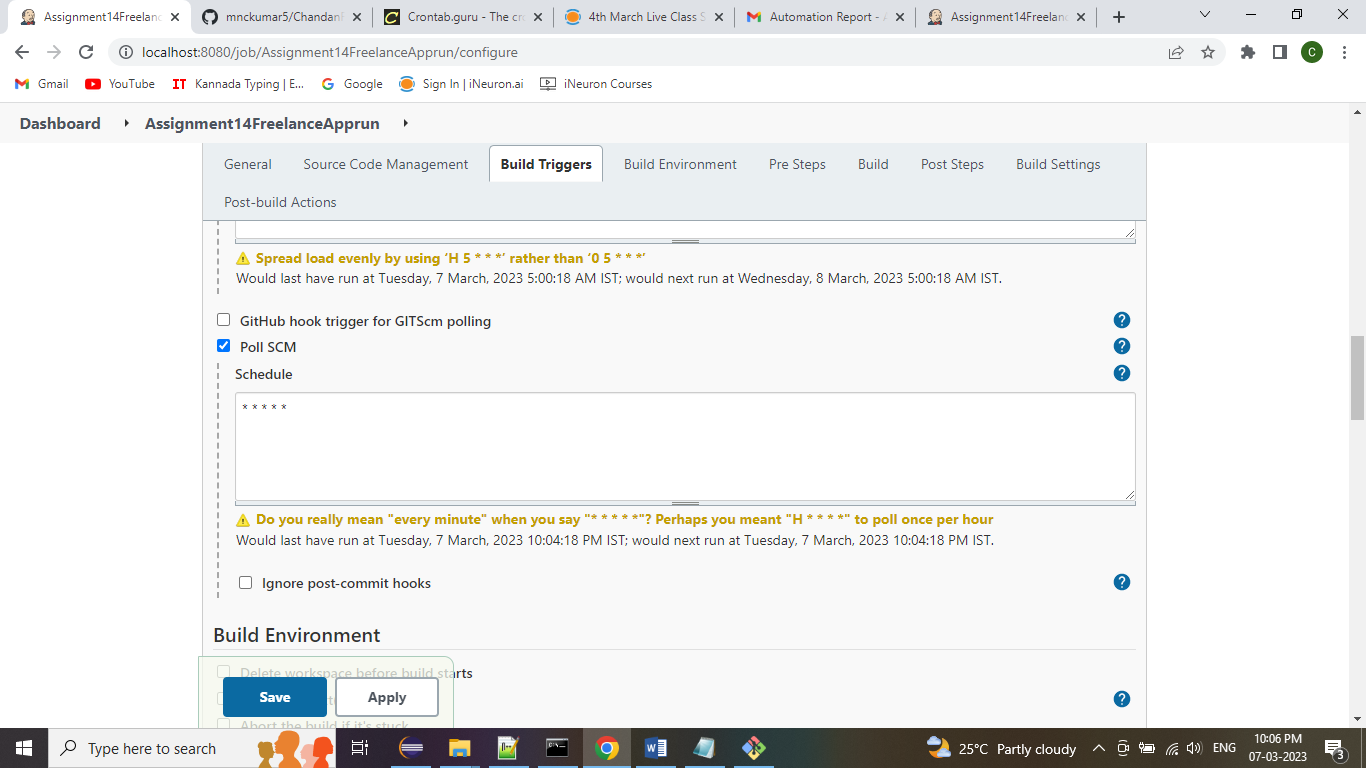 Assignment14Freelanc
mnckumar5/Chandan
Crontab.guru - The cr
4th March Live Class S
Automation Report -
Assignment14Freelan
localhost:8080/job/Assignment14FreelanceApprun/configure
C
Gmail
YouTube
Kannada Typing | E...
Google
Sign In | iNeuron.ai
iNeuron Courses
Dashboard
Assignment14FreelanceApprun
General
Source Code Management
Build Triggers
Build Environment
Pre Steps
Build
Post Steps
Build Settings
Post-build Actions
Spread load evenly by using ‘H 5 * * *’ rather than ‘0 5 * * *’
Would last have run at Tuesday, 7 March, 2023 5:00:18 AM IST; would next run at Wednesday, 8 March, 2023 5:00:18 AM IST.
GitHub hook trigger for GITScm polling
Poll SCM
Schedule
* * * * *
Do you really mean "every minute" when you say "* * * * *"? Perhaps you meant "H * * * *" to poll once per hour
Would last have run at Tuesday, 7 March, 2023 10:04:18 PM IST; would next run at Tuesday, 7 March, 2023 10:04:18 PM IST.
Ignore post-commit hooks
Build Environment
Delete workspace before build starts
Save
Apply
Abort the build if it's stuck
Type here to search
25°C Partly cloudy
ENG
10:06 PM
07-03-2023
3